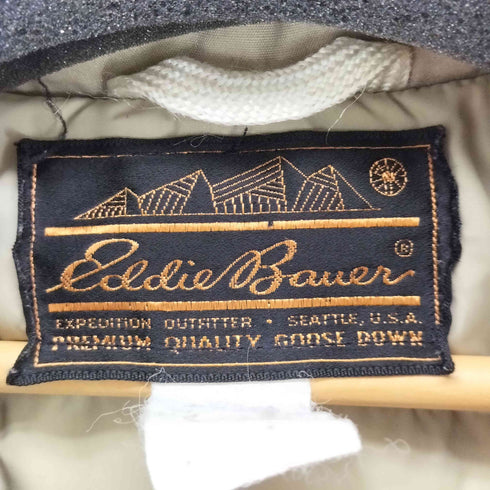 Eddie Bauer®
EXPEDITION OUTFITTER • SEATTLE, U.S.A.
PREMIUM QUALITY GOOSE DOWN